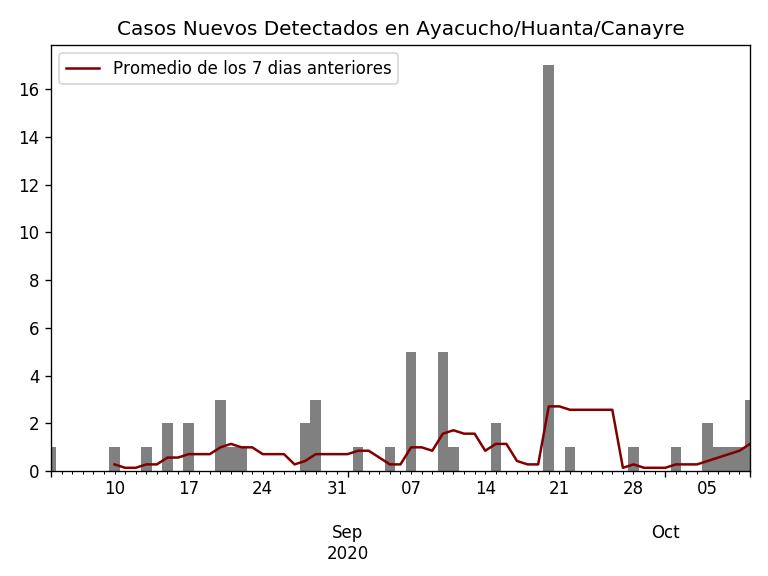 Casos Nuevos Detectados en Ayacucho/Huanta/Canayre
Promedio de los 7 dias anteriores
16
14
12
10
8
6
4
2
0
10 17 24 31 07 14 21 28 05
Sep Oct
2020